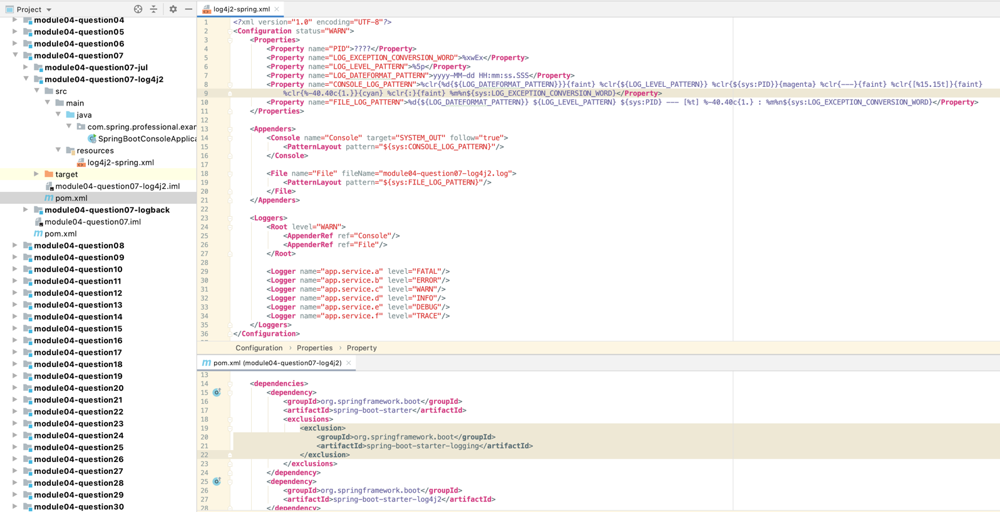 Project
module04-question04
module04-question05
module04-question06
module04-question07
module04-question07-jul
module04-question07-log4j2
src
main
java
com.spring.professional.exar
SpringBootConsoleApplica
resources
log4j2-spring.xml
target
module04-question07-log4j2.iml
pom.xml
module04-question07-logback
module04-question07.iml
pom.xml
module04-question08
module04-question09
module04-question10
module04-question11
module04-question12
module04-question13
module04-question14
module04-question15
module04-question16
module04-question17
module04-question18
module04-question19
module04-question20
module04-question21
module04-question22
module04-question23
module04-question24
module04-question25
module04-question26
module04-question27
module04-question28
module04-question29
module04-question30
log4j2-spring.xml
1 <?xml version="1.0" encoding="UTF-8"?>
2 <Configuration status="WARN">
3 <Properties>
4 <Property name="PID">????</Property>
5 <Property name="LOG_EXCEPTION_CONVERSION_WORD">%xwEx</Property>
6 <Property name="LOG_LEVEL_PATTERN">%5p</Property>
7 <Property name="LOG_DATEFORMAT_PATTERN">yyyy-MM-dd HH:mm:ss.SSS</Property>
8 <Property name="CONSOLE_LOG_PATTERN">%clr{%d{${LOG_DATEFORMAT_PATTERN}}}{faint} %clr{${LOG_LEVEL_PATTERN}} %clr{${sys:PID}}{magenta} %clr{---}{faint} %clr{[%15.15t]}{faint}
9 %clr{%-40.40c{1.}}{cyan} %clr{:}{faint} %m%n${sys:LOG_EXCEPTION_CONVERSION_WORD}</Property>
10 <Property name="FILE_LOG_PATTERN">%d{${LOG_DATEFORMAT_PATTERN}} ${LOG_LEVEL_PATTERN} ${sys:PID} --- [%t] %-40.40c{1.} : %m%n${sys:LOG_EXCEPTION_CONVERSION_WORD}</Property>
11 </Properties>
12
13 <Appenders>
14 <Console name="Console" target="SYSTEM_OUT" follow="true">
15 <PatternLayout pattern="${sys:CONSOLE_LOG_PATTERN}"/>
16 </Console>
17
18 <File name="File" fileName="module04-question07-log4j2.log">
19 <PatternLayout pattern="${sys:FILE_LOG_PATTERN}"/>
20 </File>
21 </Appenders>
22
23 <Loggers>
24 <Root level="WARN">
25 <AppenderRef ref="Console"/>
26 <AppenderRef ref="File"/>
27 </Root>
28
29 <Logger name="app.service.a" level="FATAL"/>
30 <Logger name="app.service.b" level="ERROR"/>
31 <Logger name="app.service.c" level="WARN"/>
32 <Logger name="app.service.d" level="INFO"/>
33 <Logger name="app.service.e" level="DEBUG"/>
34 <Logger name="app.service.f" level="TRACE"/>
35 </Loggers>
36 </Configuration>
Configuration › Properties › Property
pom.xml (module04-question07-log4j2)
13
14 <dependencies>
15 <dependency>
16 <groupId>org.springframework.boot</groupId>
17 <artifactId>spring-boot-starter</artifactId>
18 <exclusions>
19 <exclusion>
20 <groupId>org.springframework.boot</groupId>
21 <artifactId>spring-boot-starter-logging</artifactId>
22 </exclusion>
23 </exclusions>
24 </dependency>
25 <dependency>
26 <groupId>org.springframework.boot</groupId>
27 <artifactId>spring-boot-starter-log4j2</artifactId>
28 </dependency>